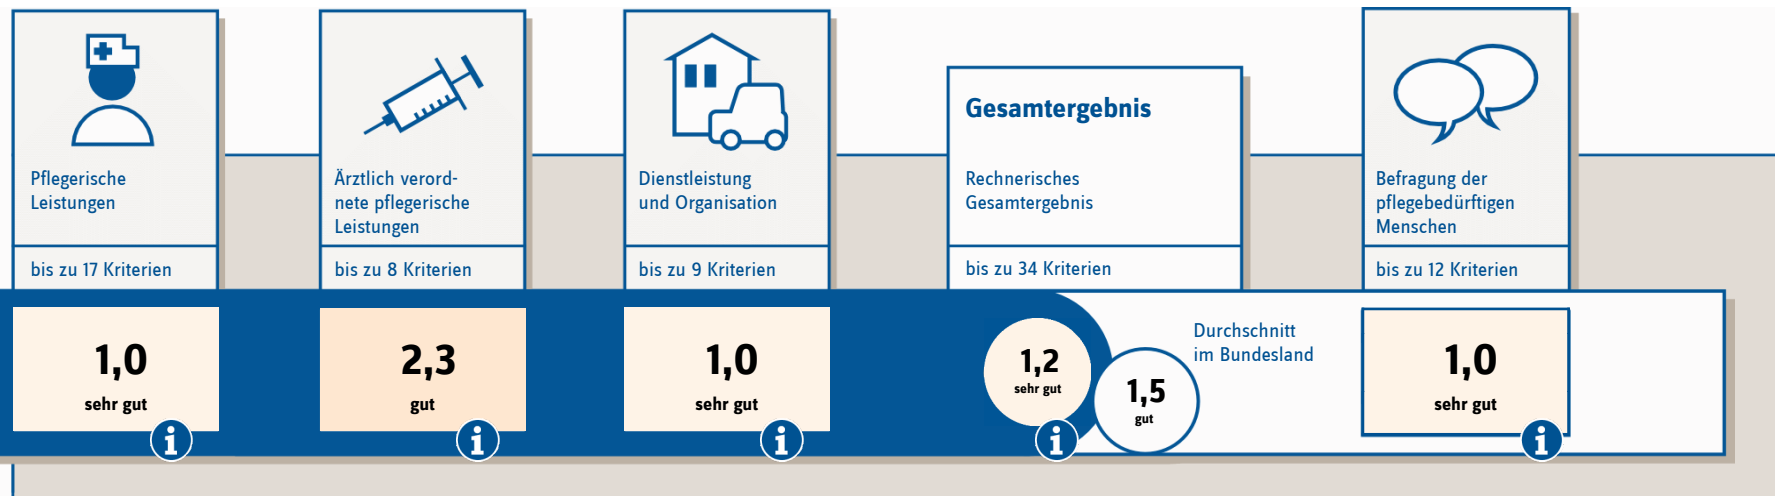 Pflegerische
Leistungen
bis zu 17 Kriterien
1,0
sehr gut
i
Ärztlich verord-
nete pflegerische
Leistungen
bis zu 8 Kriterien
2,3
gut
i
Dienstleistung
und Organisation
bis zu 9 Kriterien
1,0
sehr gut
i
Gesamtergebnis
Rechnerisches
Gesamtergebnis
bis zu 34 Kriterien
1,2
sehr gut
i
1,5
gut
Durchschnitt
im Bundesland
Befragung der
pflegebedürftigen
Menschen
bis zu 12 Kriterien
1,0
sehr gut
i